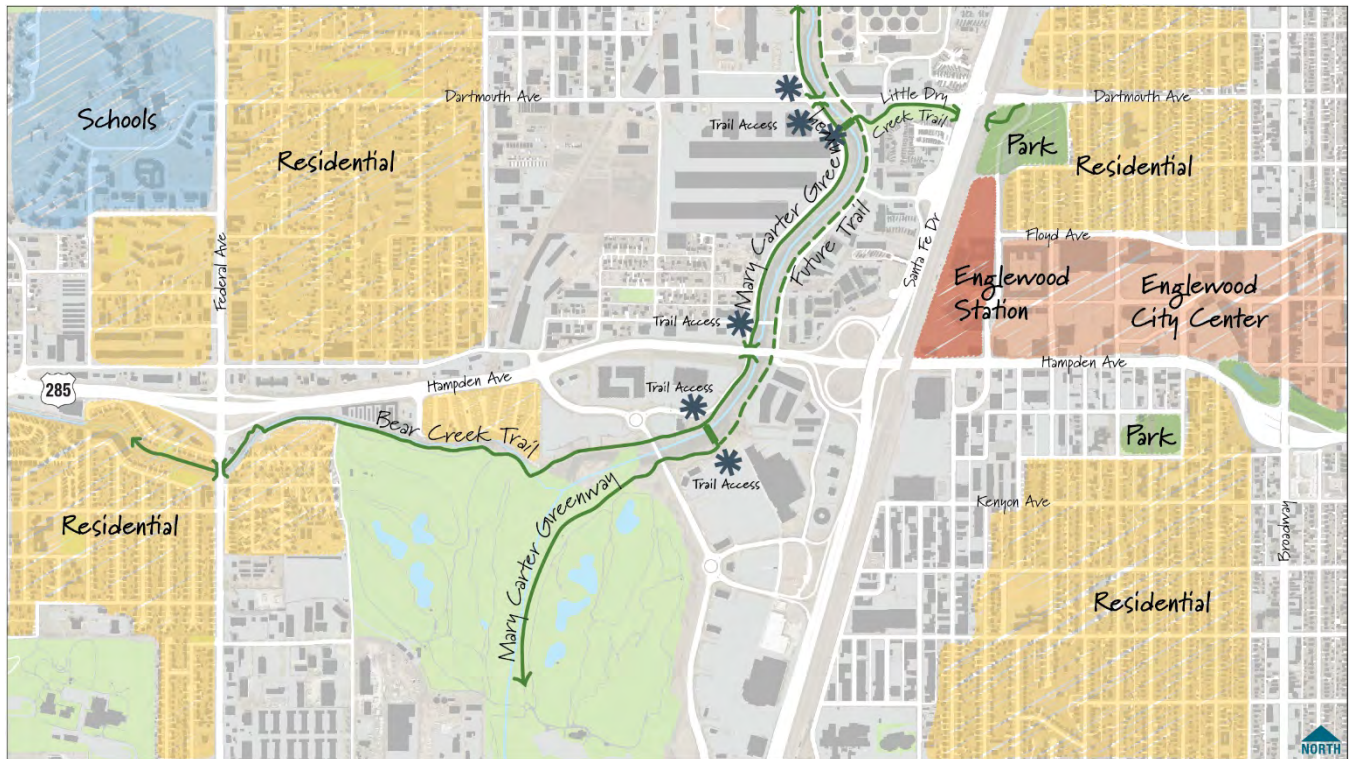 Schools
Residential
Dartmouth Ave
Trail Access
Little Dry
Creek Trail
Dartmouth Ave
Park
Residential
Federal Ave
Mary Carter Green
Future Trail
Santa Fe Dr
Floyd Ave
Englewood
Station
Englewood
City Center
Trail Access
Hampden Ave
285
Hampden Ave
Trail Access
Bear Creek Trail
Park
Trail Access
Kenyon Ave
Residential
Mary Carter Greenway
Broadway
Residential
NORTH